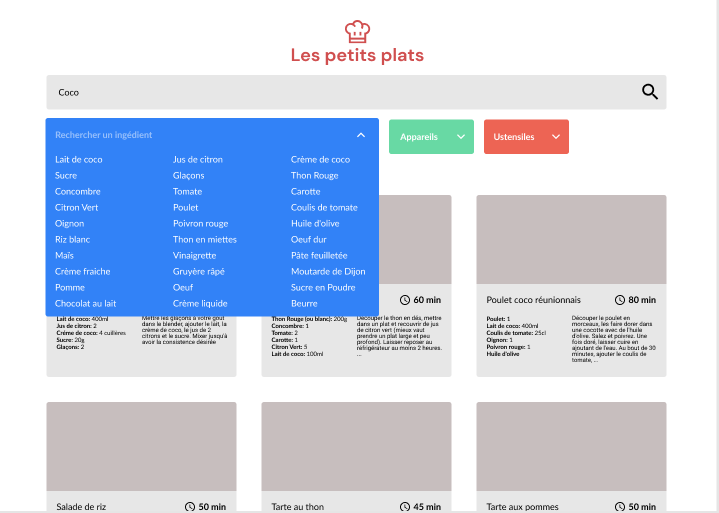 Les petits plats
Coco
Rechercher un ingédient
Appareils
Ustensiles
Lait de coco Jus de citron Crème de coco
Sucre Glaçons Thon Rouge
Concombre Tomate Carotte
Citron Vert Poulet Coulis de tomate
Oignon Poivron rouge Huile d'olive
Riz blanc Thon en miettes Oeuf dur
Maïs Vinaigrette Pâte feuilletée
Crème fraiche Gruyère râpé Moutarde de Dijon
Pomme Oeuf Sucre en Poudre
Chocolat au lait Crème liquide Beurre
Lait de coco: 400ml
Jus de citron: 2
Crème de coco: 4 cuillères
Sucre: 20g
Glaçons: 2
Mettre les glaçons à votre goût
dans le blender, ajouter le lait, la
crème de coco, le jus de 2
citrons et le sucre. Mixer jusqu'à
avoir la consistence désirée
60 min
Thon Rouge (ou blanc): 200g
Concombre: 1
Tomate: 2
Carotte: 1
Citron Vert: 5
Lait de coco: 100ml
Découper le thon en dés, mettre
dans un plat et recouvrir de jus
de citron vert (mieux vaut
prendre un plat large et peu
profond). Laisser reposer au
réfrigérateur au moins 2 heures.
...
Poulet coco réunionnais
80 min
Poulet: 1
Lait de coco: 400ml
Coulis de tomate: 25cl
Oignon: 1
Poivron rouge: 1
Huile d'olive
Découper le poulet en
morceaux, les faire dorer dans
une cocotte avec de l'huile
d'olive. Salez et poivrez. Une
fois doré, laisser cuire en
ajoutant de l'eau. Au bout de 30
minutes, ajouter le coulis de
tomate, ...
Salade de riz
50 min
Tarte au thon
45 min
Tarte aux pommes
50 min